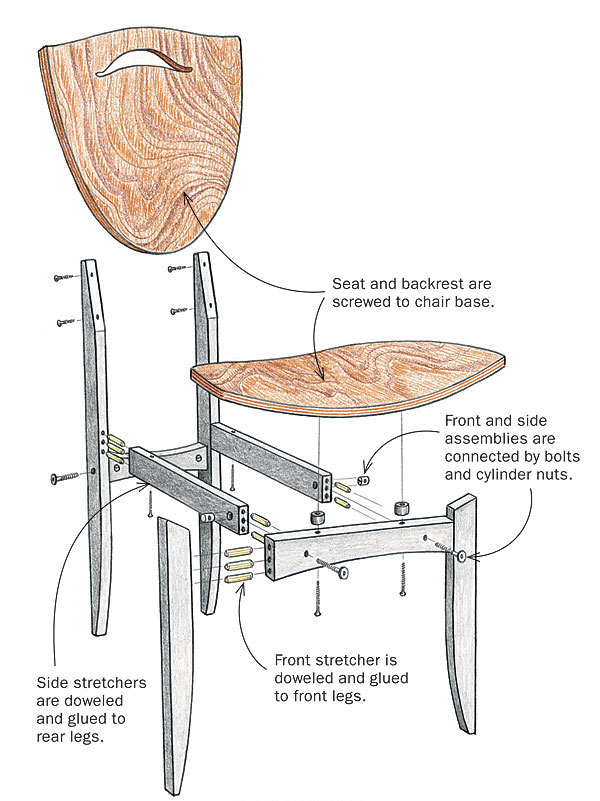 Seat and backrest are
screwed to chair base.
Front and side
assemblies are
connected by bolts
and cylinder nuts.
Front stretcher is
doweled and glued
to front legs.
Side stretchers
are doweled
and glued to
rear legs.